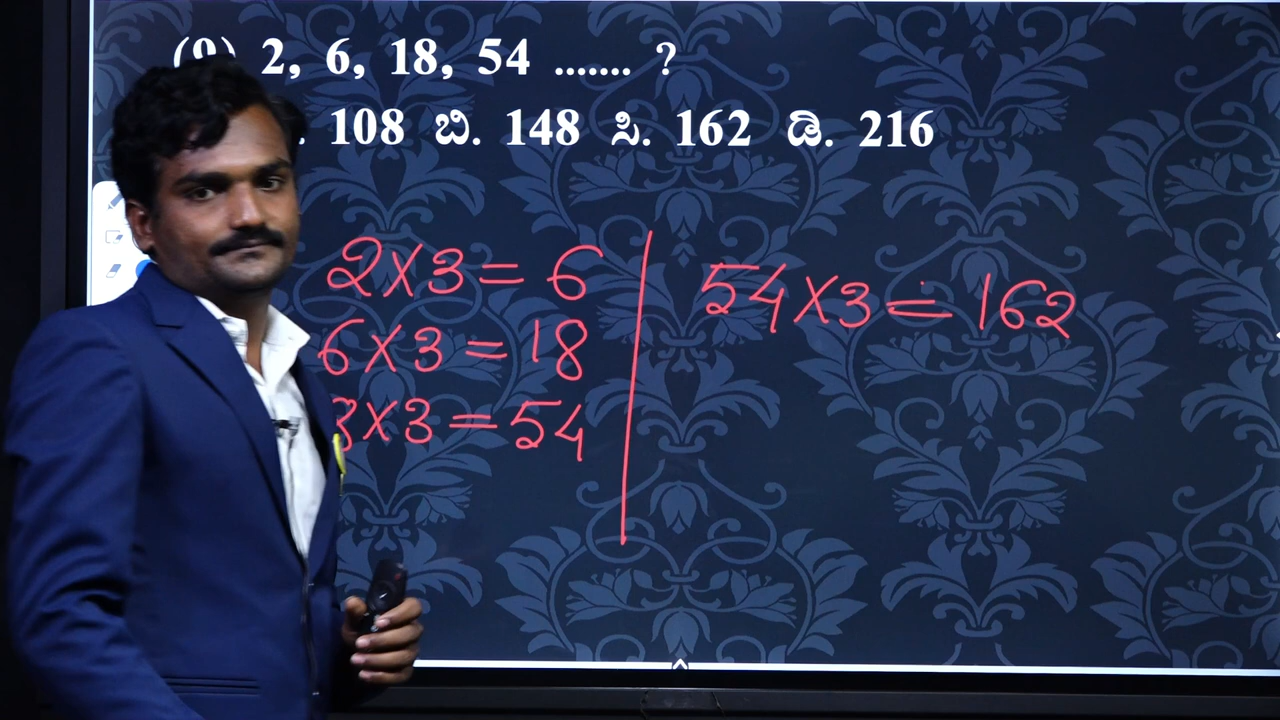 2, 6, 18, 54 ....... ?
. 108 ಬಿ. 148 ಸಿ. 162 ಡಿ. 216
2X3= 6
6X3=18
3X3=54
54X3=162